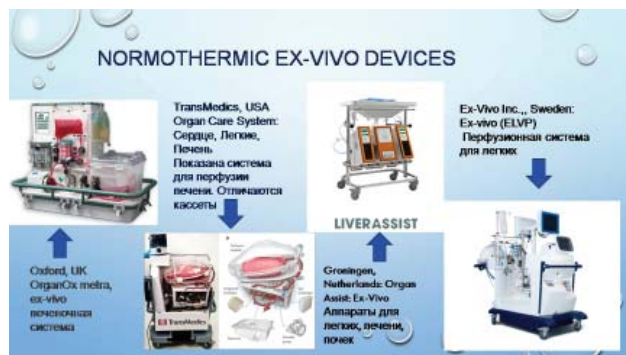 NORMOTHERMIC EX-VIVO DEVICES
TransMedics, USA
Organ Care System:
Сердце, Легкие,
Печень
Показана система
для перфузии
печени. Отличаются
кассеты
Ex-Vivo Inc.,, Sweden:
Ex-vivo (ELVP)
Перфузионная система
для легких
LIVERASSIST
Oxford, UK
OrganOx metra,
ex-vivo
печеночная
система
TransMedics
Groningen,
Netherlands: Organ
Assist: Ex-Vivo
Аппараты для
легких, печени,
почек